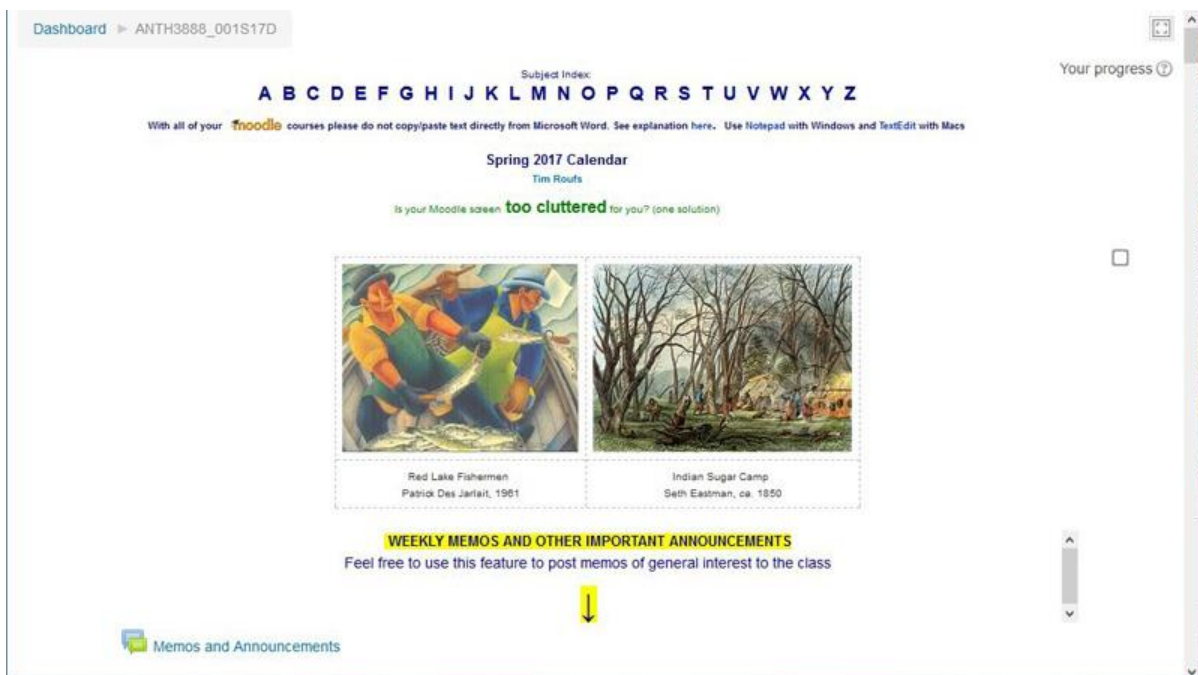 Dashboard ► ANTH3888_001S17D
Your progress
Subject Index:
A B C D E F G H I J K L M N O P Q R S T U V W X Y Z
With all of your moodle courses please do not copy/paste text directly from Microsoft Word. See explanation here. Use Notepad with Windows and TextEdit with Macs
Spring 2017 Calendar
Tim Roufs
Is your Moodle screen too cluttered for you? (one solution)
Red Lake Fishermen
Patrick Des Jarlait, 1961
Indian Sugar Camp
Seth Eastman, ca. 1850
WEEKLY MEMOS AND OTHER IMPORTANT ANNOUNCEMENTS
Feel free to use this feature to post memos of general interest to the class
↓
Memos and Announcements